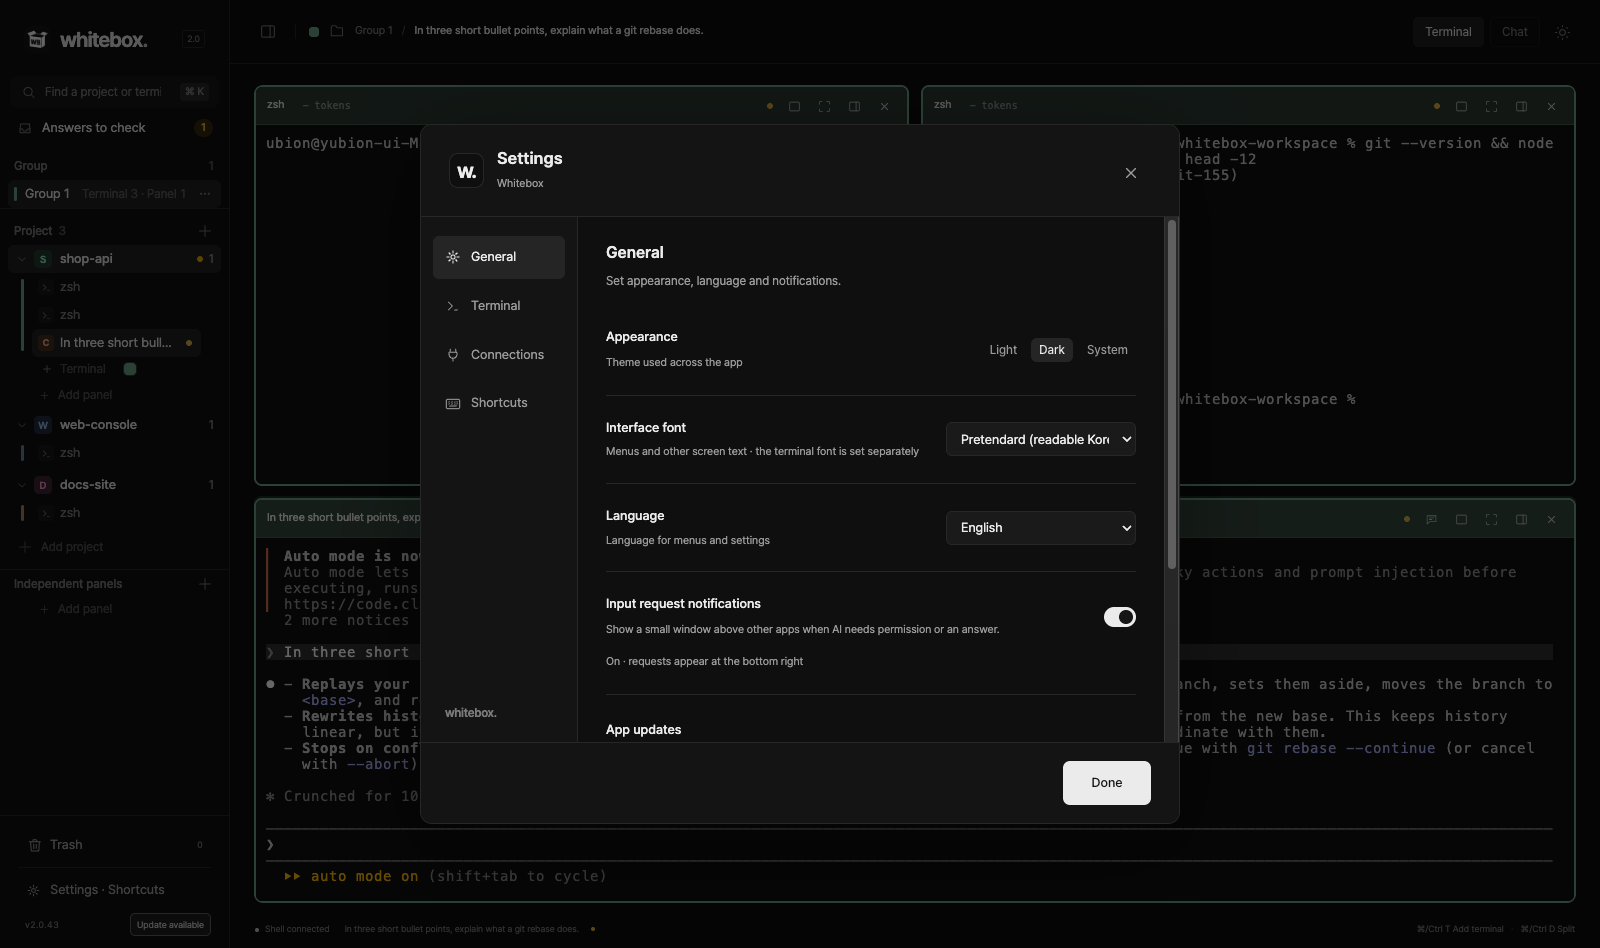 whitebox.
2.0
Find a project or termi
⌘ K
Answers to check
1
Group
1
Group 1
Terminal 3 · Panel 1
Project 3
shop-api
1
zsh
zsh
In three short bull...
Terminal
Add panel
web-console
1
zsh
docs-site
1
zsh
Add project
Independent panels
Add panel
Trash
0
Settings · Shortcuts
v2.0.43
Update available
Group 1 / In three short bullet points, explain what a git rebase does.
Terminal
Chat
zsh — tokens
ubion@yubion-ui-M
zsh — tokens
whitebox-workspace % git --version && node
head -12
it-155)
whitebox-workspace %
Settings
Whitebox
General
Terminal
Connections
Shortcuts
whitebox.
General
Set appearance, language and notifications.
Appearance
Theme used across the app
Light
Dark
System
Interface font
Menus and other screen text · the terminal font is set separately
Pretendard (readable Kore
Language
Language for menus and settings
English
Input request notifications
Show a small window above other apps when AI needs permission or an answer.
On · requests appear at the bottom right
App updates
Done
In three short bullet points, exp
Auto mode is no
Auto mode lets
ky actions and prompt injection before
executing, runs
https://code.cl
2 more notices
❯ In three short
– Replays your
anch, sets them aside, moves the branch to
<base>, and r
– Rewrites hist
from the new base. This keeps history
linear, but i
dinate with them.
– Stops on conf
ue with git rebase --continue (or cancel
with --abort)
✻ Crunched for 10
❯
▸▸ auto mode on (shift+tab to cycle)
Shell connected
In three short bullet points, explain what a git rebase does.
⌘/Ctrl T Add terminal
⌘/Ctrl D Split